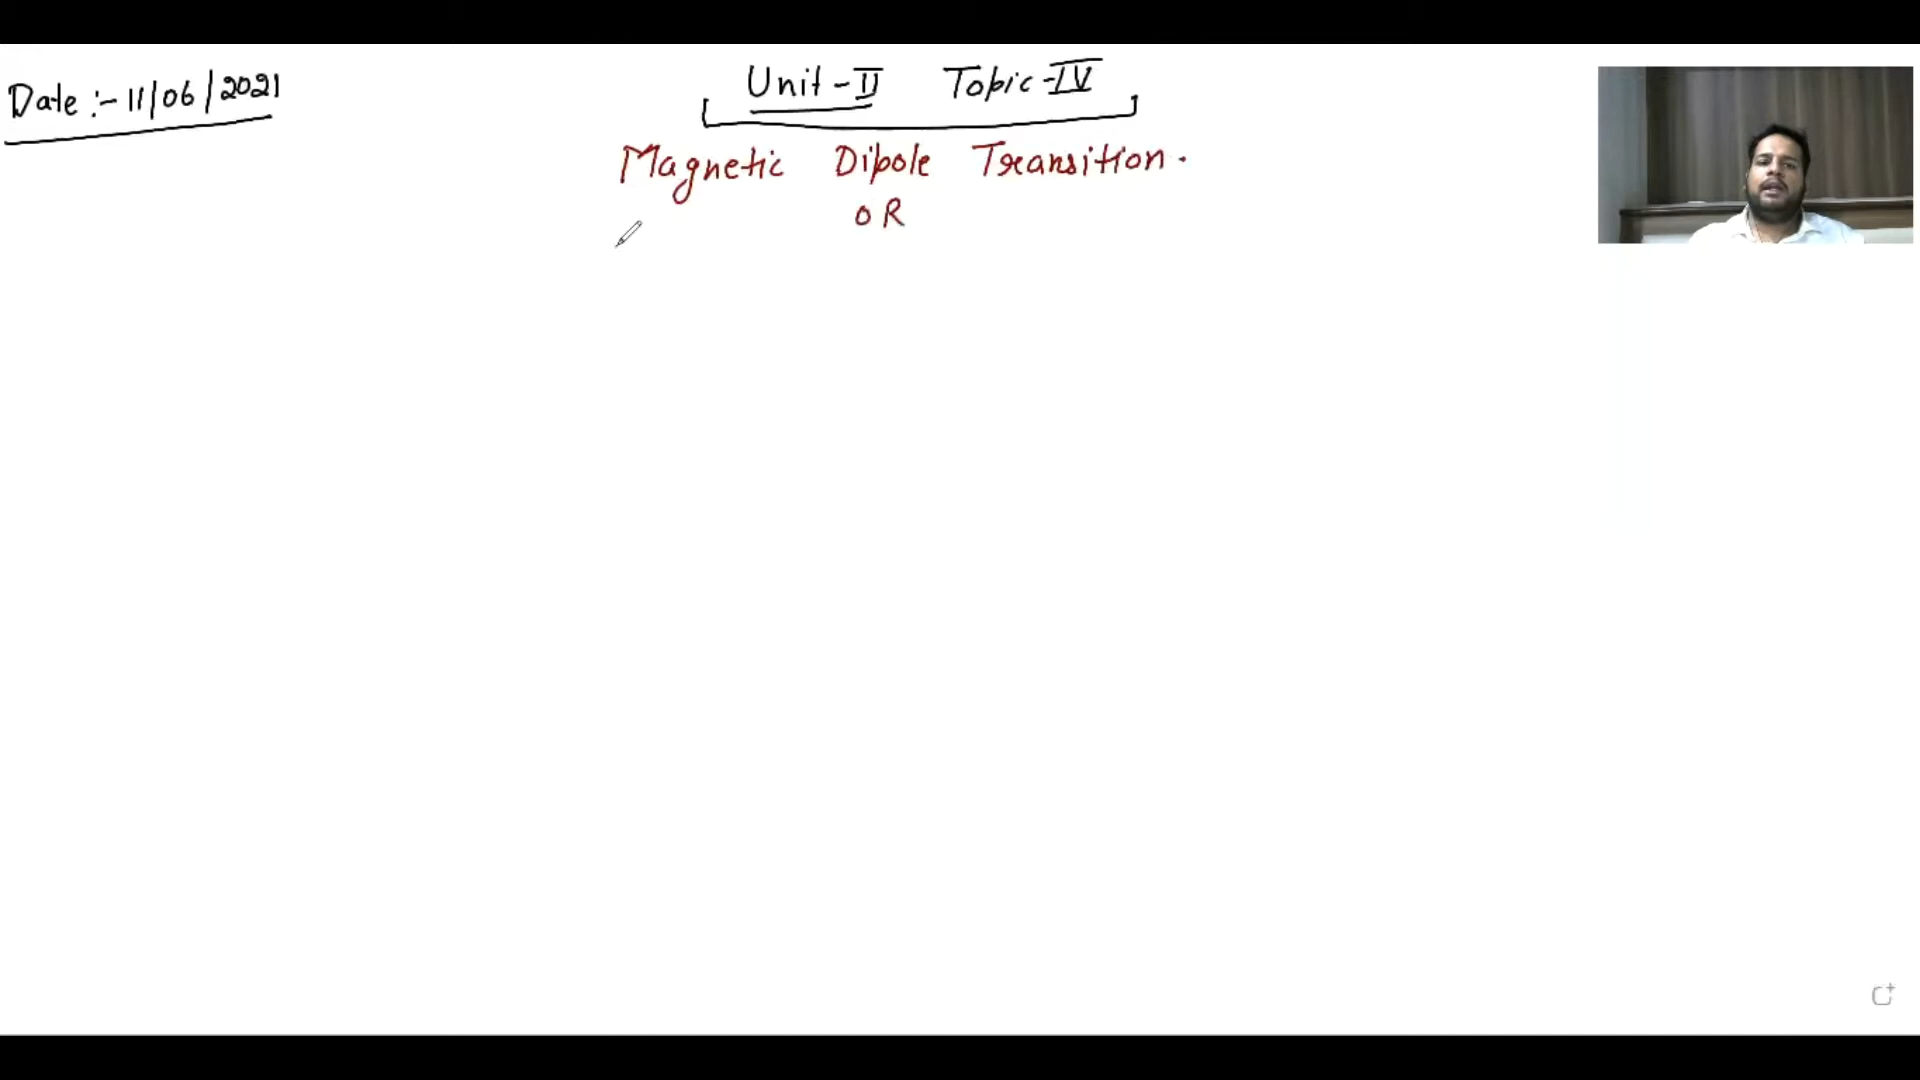 Date :- 11/06/2021
Unit - II Topic - IV
Magnetic Dipole Transition.
OR